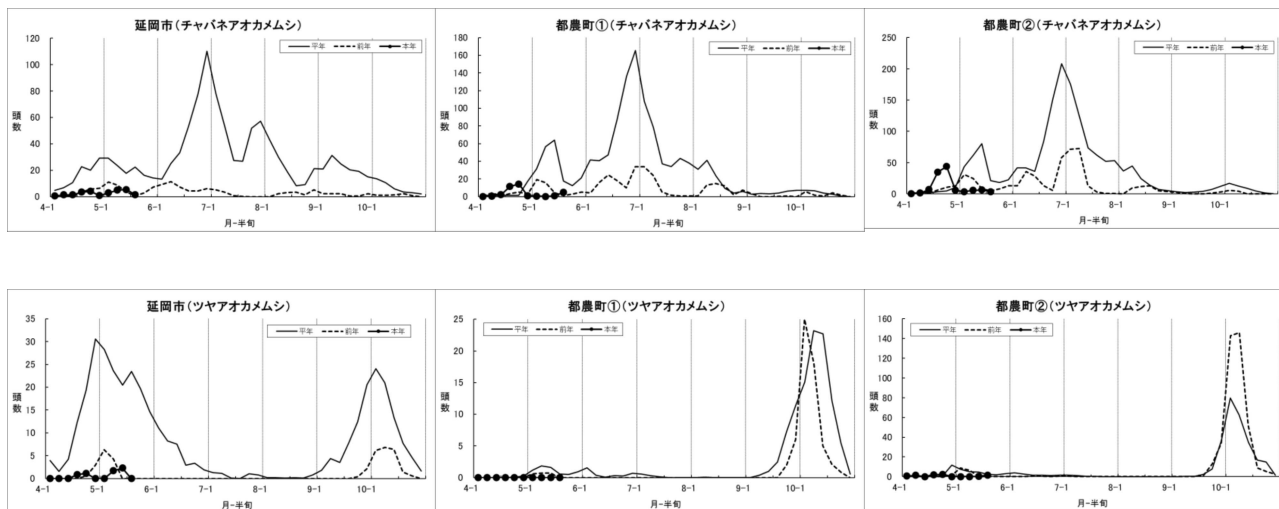 延岡市(チャバネアオカメムシ)
平年 前年 本年
120
100
80
60
40
20
0
頭数
4-1 5-1 6-1 7-1 8-1 9-1 10-1
月-半旬
都農町①(チャバネアオカメムシ)
平年 前年 本年
180
160
140
120
100
80
60
40
20
0
頭数
4-1 5-1 6-1 7-1 8-1 9-1 10-1
月-半旬
都農町②(チャバネアオカメムシ)
平年 前年 本年
250
200
150
100
50
0
頭数
4-1 5-1 6-1 7-1 8-1 9-1 10-1
月-半旬
延岡市(ツヤアオカメムシ)
平年 前年 本年
35
30
25
20
15
10
5
0
頭数
4-1 5-1 6-1 7-1 8-1 9-1 10-1
月-半旬
都農町①(ツヤアオカメムシ)
平年 前年 本年
25
20
15
10
5
0
頭数
4-1 5-1 6-1 7-1 8-1 9-1 10-1
月-半旬
都農町②(ツヤアオカメムシ)
平年 前年 本年
160
140
120
100
80
60
40
20
0
頭数
4-1 5-1 6-1 7-1 8-1 9-1 10-1
月-半旬